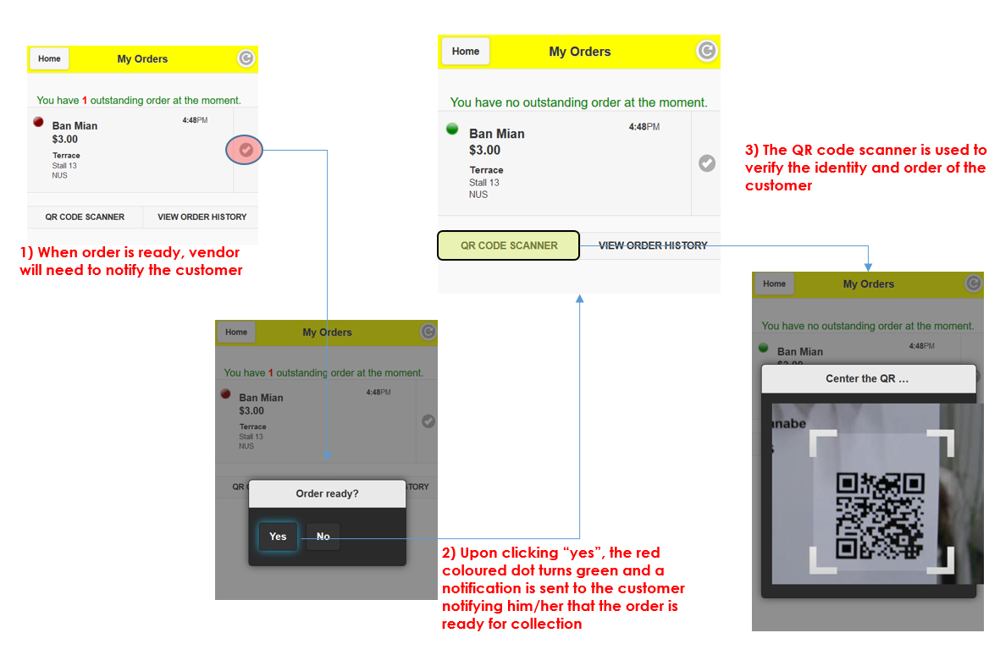 Home My Orders
You have 1 outstanding order at the moment.
Ban Mian 4:48PM
$3.00
Terrace
Stall 13
NUS
QR CODE SCANNER VIEW ORDER HISTORY
1) When order is ready, vendor
will need to notify the customer
Home My Orders
You have 1 outstanding order at the moment.
Ban Mian 4:48PM
$3.00
Terrace
Stall 13
NUS
Order ready?
Yes No
2) Upon clicking “yes”, the red
coloured dot turns green and a
notification is sent to the customer
notifying him/her that the order is
ready for collection
Home My Orders
You have no outstanding order at the moment.
Ban Mian 4:48PM
$3.00
Terrace
Stall 13
NUS
QR CODE SCANNER VIEW ORDER HISTORY
3) The QR code scanner is used to
verify the identity and order of the
customer
Home My Orders
You have no outstanding order at the moment.
Ban Mian 4:48PM
$3.00
Center the QR ...